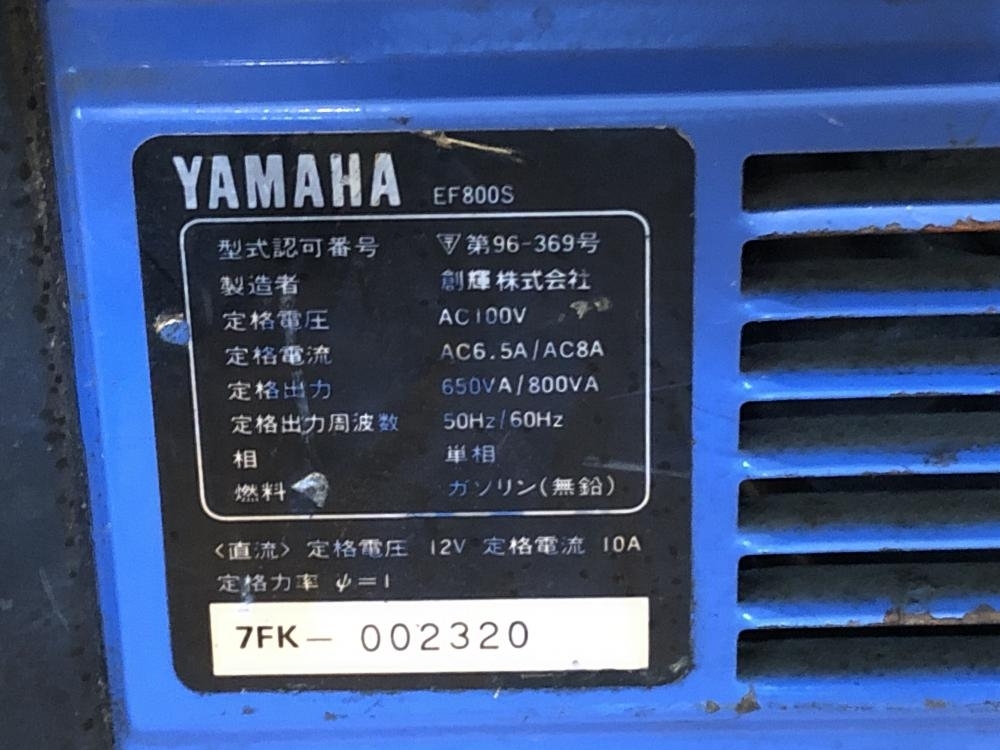 YAMAHA EF800S
型式認可番号 〒第96-369号
製造者 創輝株式会社
定格電圧 AC100V
定格電流 AC6.5A/AC8A
定格出力 650VA/800VA
定格出力周波数 50Hz/60Hz
相 単相
燃料 ガソリン(無鉛)
〈直流〉 定格電圧 12V 定格電流 10A
定格力率 ψ=1
7FK- 002320